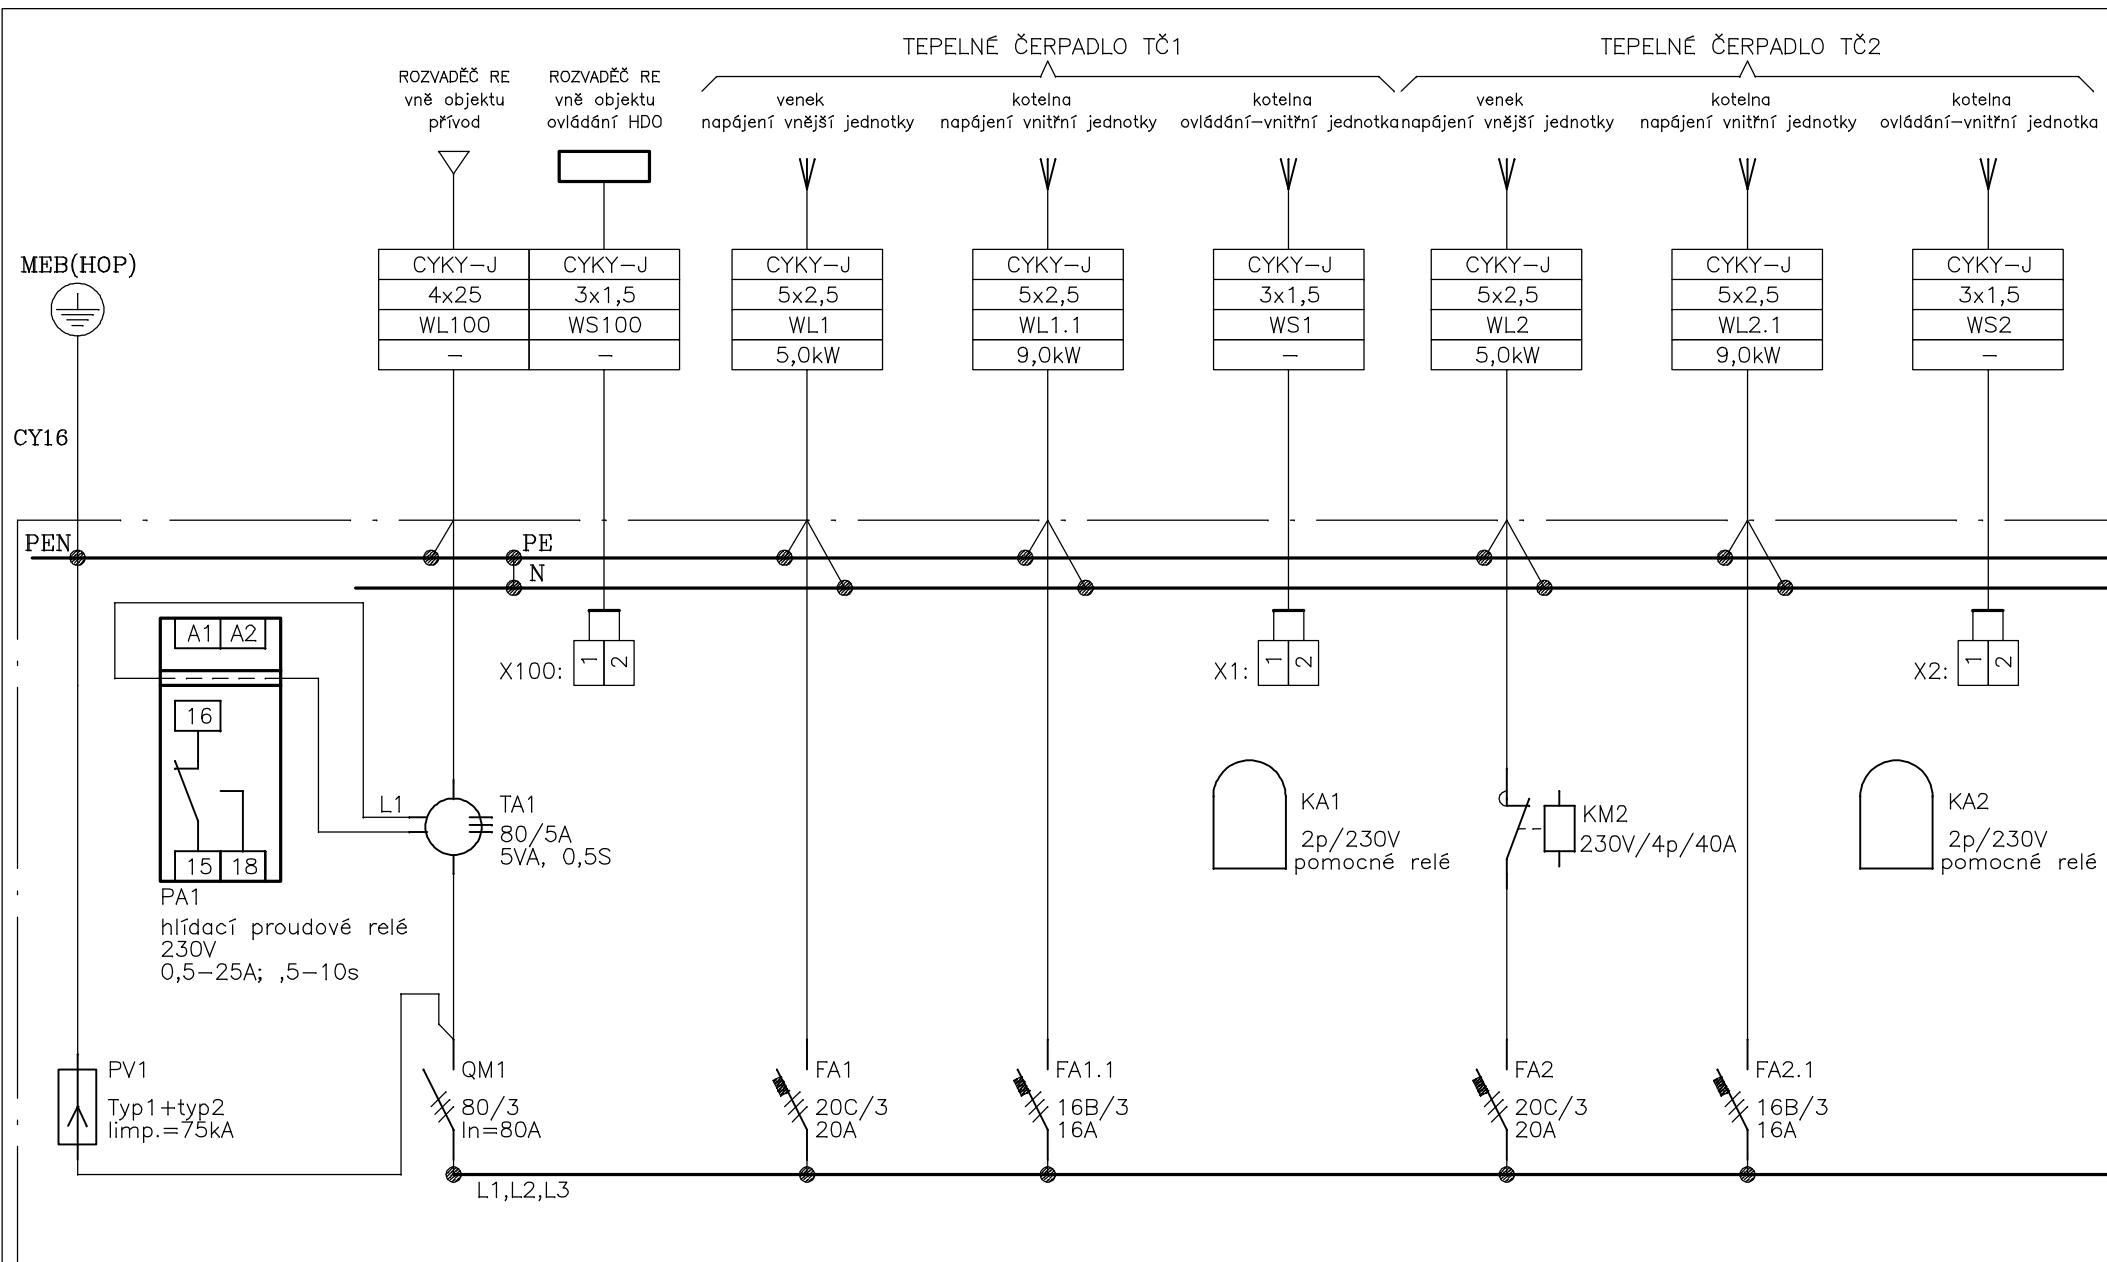 TEPELNÉ ČERPADLO TČ1
TEPELNÉ ČERPADLO TČ2
ROZVADĚČ RE
vně objektu
přívod
ROZVADĚČ RE
vně objektu
ovládání HDO
venek
napájení vnější jednotky
kotelna
napájení vnitřní jednotky
kotelna
ovládání-vnitřní jednotka
venek
napájení vnější jednotky
kotelna
napájení vnitřní jednotky
kotelna
ovládání-vnitřní jednotka
MEB(HOP)
CY16
CYKY-J
4x25
WL100
-
CYKY-J
3x1,5
WS100
-
CYKY-J
5x2,5
WL1
5,0kW
CYKY-J
5x2,5
WL1.1
9,0kW
CYKY-J
3x1,5
WS1
-
CYKY-J
5x2,5
WL2
5,0kW
CYKY-J
5x2,5
WL2.1
9,0kW
CYKY-J
3x1,5
WS2
-
PEN
PE
N
A1 A2
16
15 18
PA1
hlídací proudové relé
230V
0,5-25A; ,5-10s
X100: 1 2
L1
TA1
80/5A
5VA, 0,5S
X1: 1 2
KA1
2p/230V
pomocné relé
KM2
230V/4p/40A
X2: 1 2
KA2
2p/230V
pomocné relé
PV1
Typ1+typ2
Iimp.=75kA
QM1
80/3
In=80A
FA1
20C/3
20A
FA1.1
16B/3
16A
FA2
20C/3
20A
FA2.1
16B/3
16A
L1,L2,L3